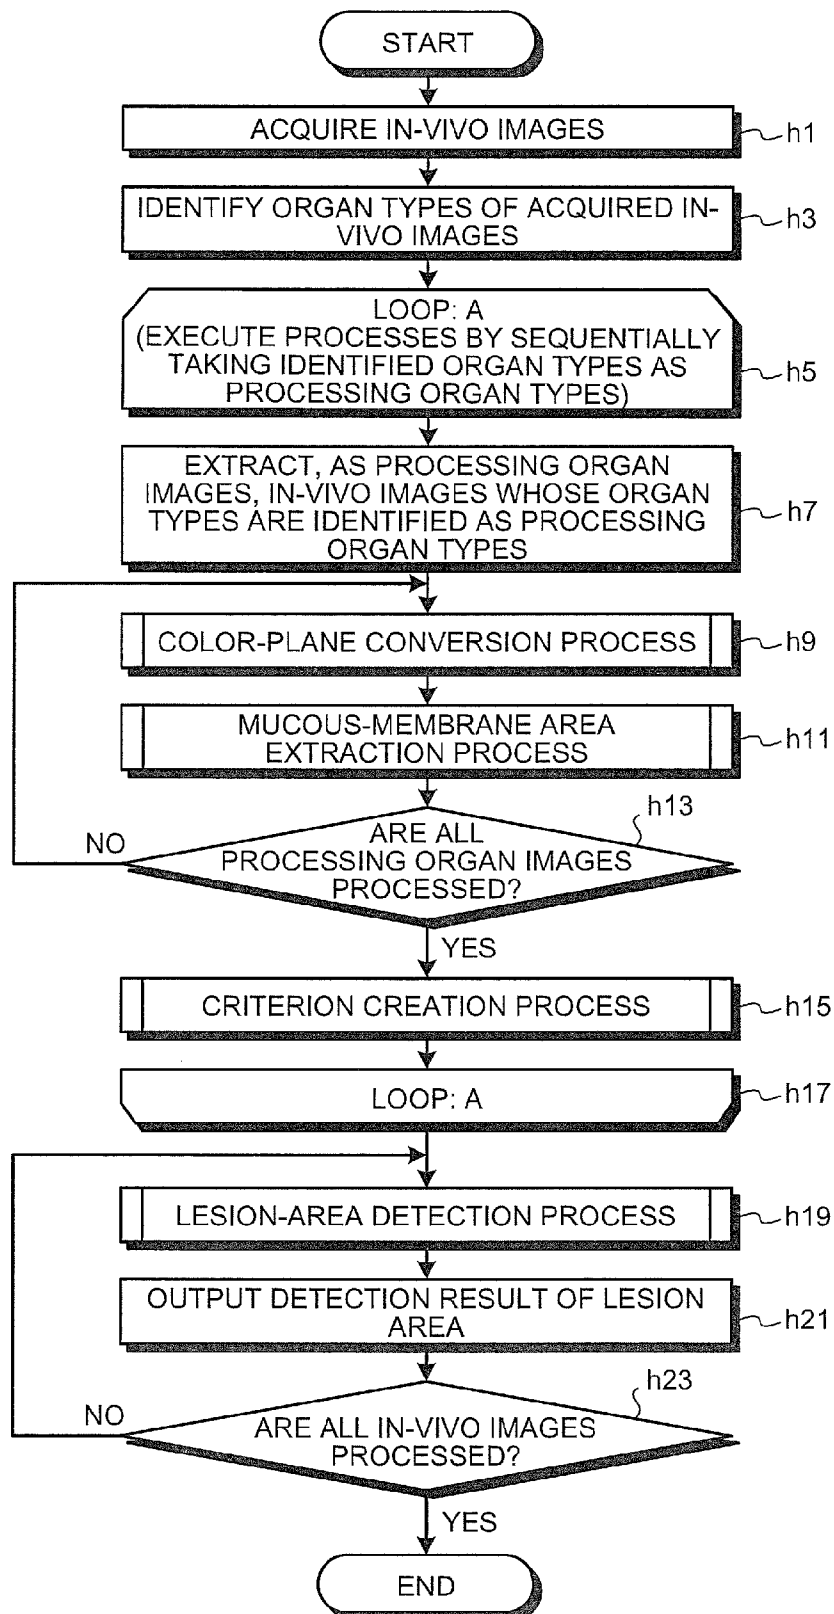 START
ACQUIRE IN-VIVO IMAGES
h1
IDENTIFY ORGAN TYPES OF ACQUIRED IN-
VIVO IMAGES
h3
LOOP: A
(EXECUTE PROCESSES BY SEQUENTIALLY
TAKING IDENTIFIED ORGAN TYPES AS
PROCESSING ORGAN TYPES)
h5
EXTRACT, AS PROCESSING ORGAN
IMAGES, IN-VIVO IMAGES WHOSE ORGAN
TYPES ARE IDENTIFIED AS PROCESSING
ORGAN TYPES
h7
COLOR-PLANE CONVERSION PROCESS
h9
MUCOUS-MEMBRANE AREA
EXTRACTION PROCESS
h11
h13
NO
ARE ALL
PROCESSING ORGAN IMAGES
PROCESSED?
YES
CRITERION CREATION PROCESS
h15
LOOP: A
h17
LESION-AREA DETECTION PROCESS
h19
OUTPUT DETECTION RESULT OF LESION
AREA
h21
h23
NO
ARE ALL IN-VIVO IMAGES
PROCESSED?
YES
END